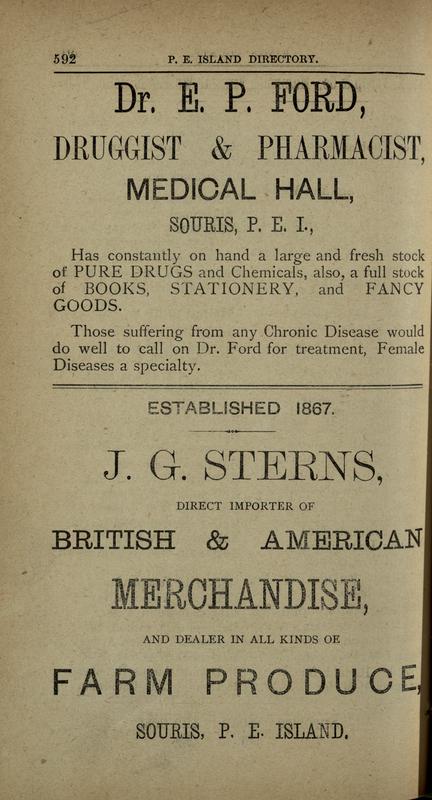 592 P. E. ISLAND DIRECTORY.
Dr. E. P. FORD,
DRUGGIST & PHARMACIST,
MEDICAL HALL,
SOURIS, P. E. I.,
Has constantly on hand a large and fresh stock
of PURE DRUGS and Chemicals, also, a full stock
of BOOKS, STATIONERY, and FANCY
GOODS.
Those suffering from any Chronic Disease would
do well to call on Dr. Ford for treatment, Female
Diseases a specialty.
ESTABLISHED 1867.
J. G. STERNS,
DIRECT IMPORTER OF
BRITISH & AMERICAN
MERCHANDISE,
AND DEALER IN ALL KINDS OE
FARM PRODUCE,
SOURIS, P. E. ISLAND.